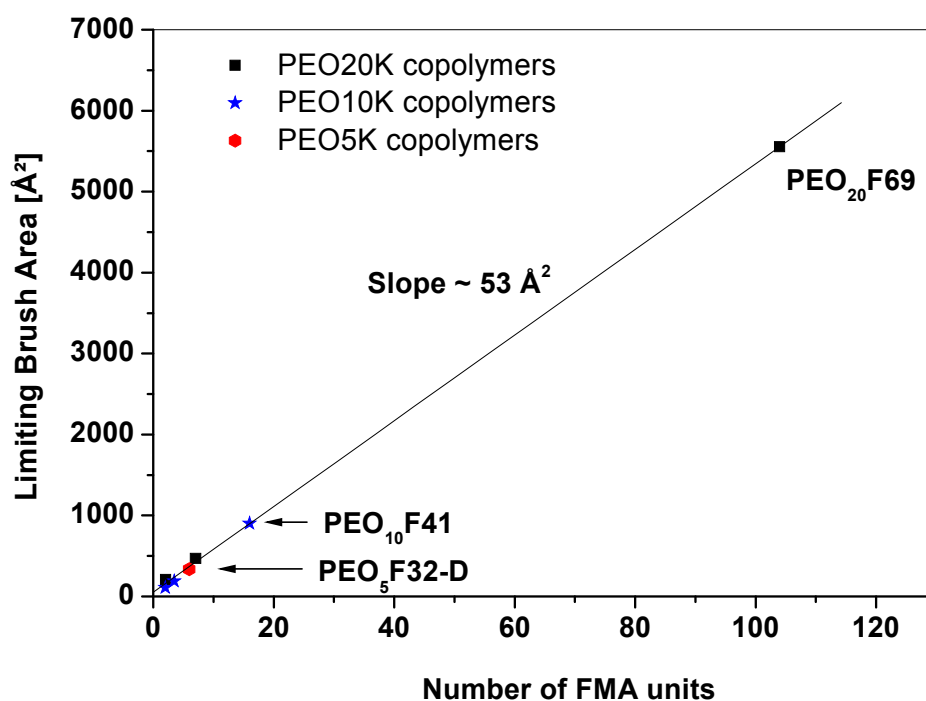 7000
6000
5000
4000
3000
2000
1000
0
Limiting Brush Area [Å²]
PEO20K copolymers
PEO10K copolymers
PEO5K copolymers
PEO₂₀F69
Slope ~ 53 Å²
PEO₁₀F41
PEO₅F32-D
0 20 40 60 80 100 120
Number of FMA units